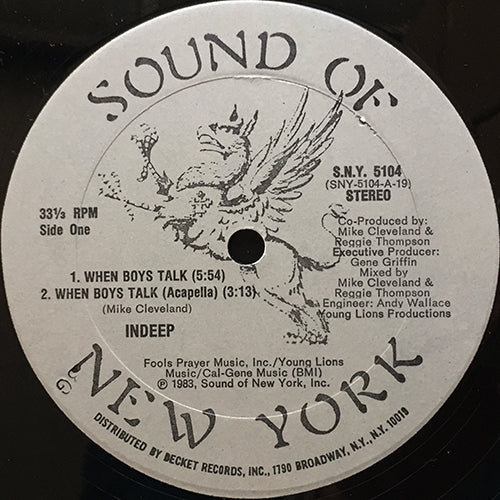 SOUND OF
NEW YORK
33⅓ RPM
Side One
S.N.Y. 5104
(SNY-5104-A-19)
STEREO
Co-Produced by:
Mike Cleveland &
Reggie Thompson
Executive Producer:
Gene Griffin
Mixed by
Mike Cleveland &
Reggie Thompson
Engineer: Andy Wallace
Young Lions Productions
1. WHEN BOYS TALK (5:54)
2. WHEN BOYS TALK (Acapella) (3:13)
(Mike Cleveland)
INDEEP
Fools Prayer Music, Inc./Young Lions
Music/Cal-Gene Music (BMI)
℗ 1983, Sound of New York, Inc.
DISTRIBUTED BY BECKET RECORDS, INC., 1790 BROADWAY, N.Y., N.Y. 10019